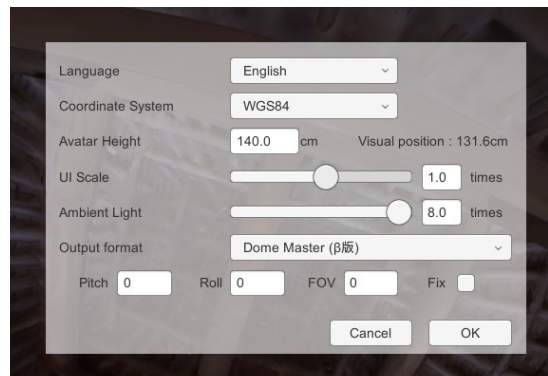 Language English
Coordinate System WGS84
Avatar Height 140.0 cm Visual position : 131.6cm
UI Scale 1.0 times
Ambient Light 8.0 times
Output format Dome Master (β版)
Pitch 0 Roll 0 FOV 0 Fix
Cancel OK